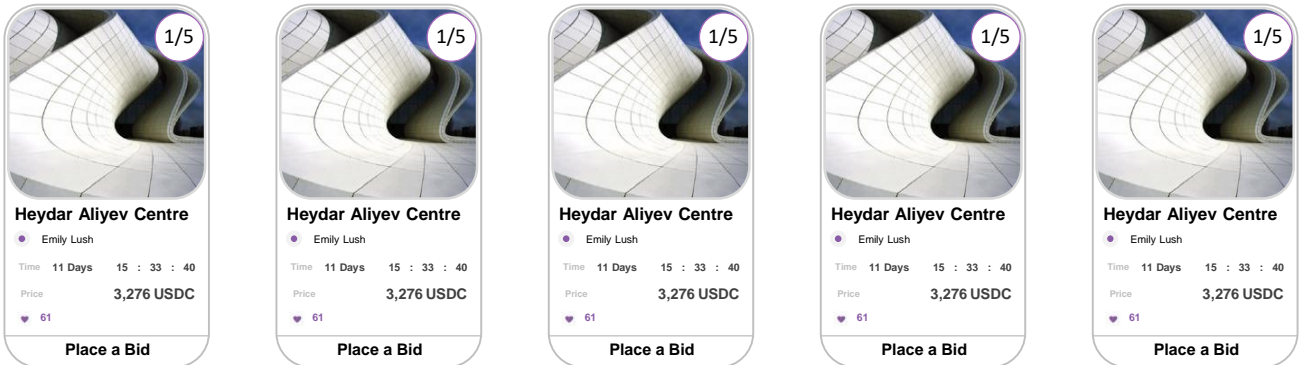 1/5
Heydar Aliyev Centre
Emily Lush
Time 11 Days 15 : 33 : 40
Price 3,276 USDC
61
Place a Bid
1/5
Heydar Aliyev Centre
Emily Lush
Time 11 Days 15 : 33 : 40
Price 3,276 USDC
61
Place a Bid
1/5
Heydar Aliyev Centre
Emily Lush
Time 11 Days 15 : 33 : 40
Price 3,276 USDC
61
Place a Bid
1/5
Heydar Aliyev Centre
Emily Lush
Time 11 Days 15 : 33 : 40
Price 3,276 USDC
61
Place a Bid
1/5
Heydar Aliyev Centre
Emily Lush
Time 11 Days 15 : 33 : 40
Price 3,276 USDC
61
Place a Bid